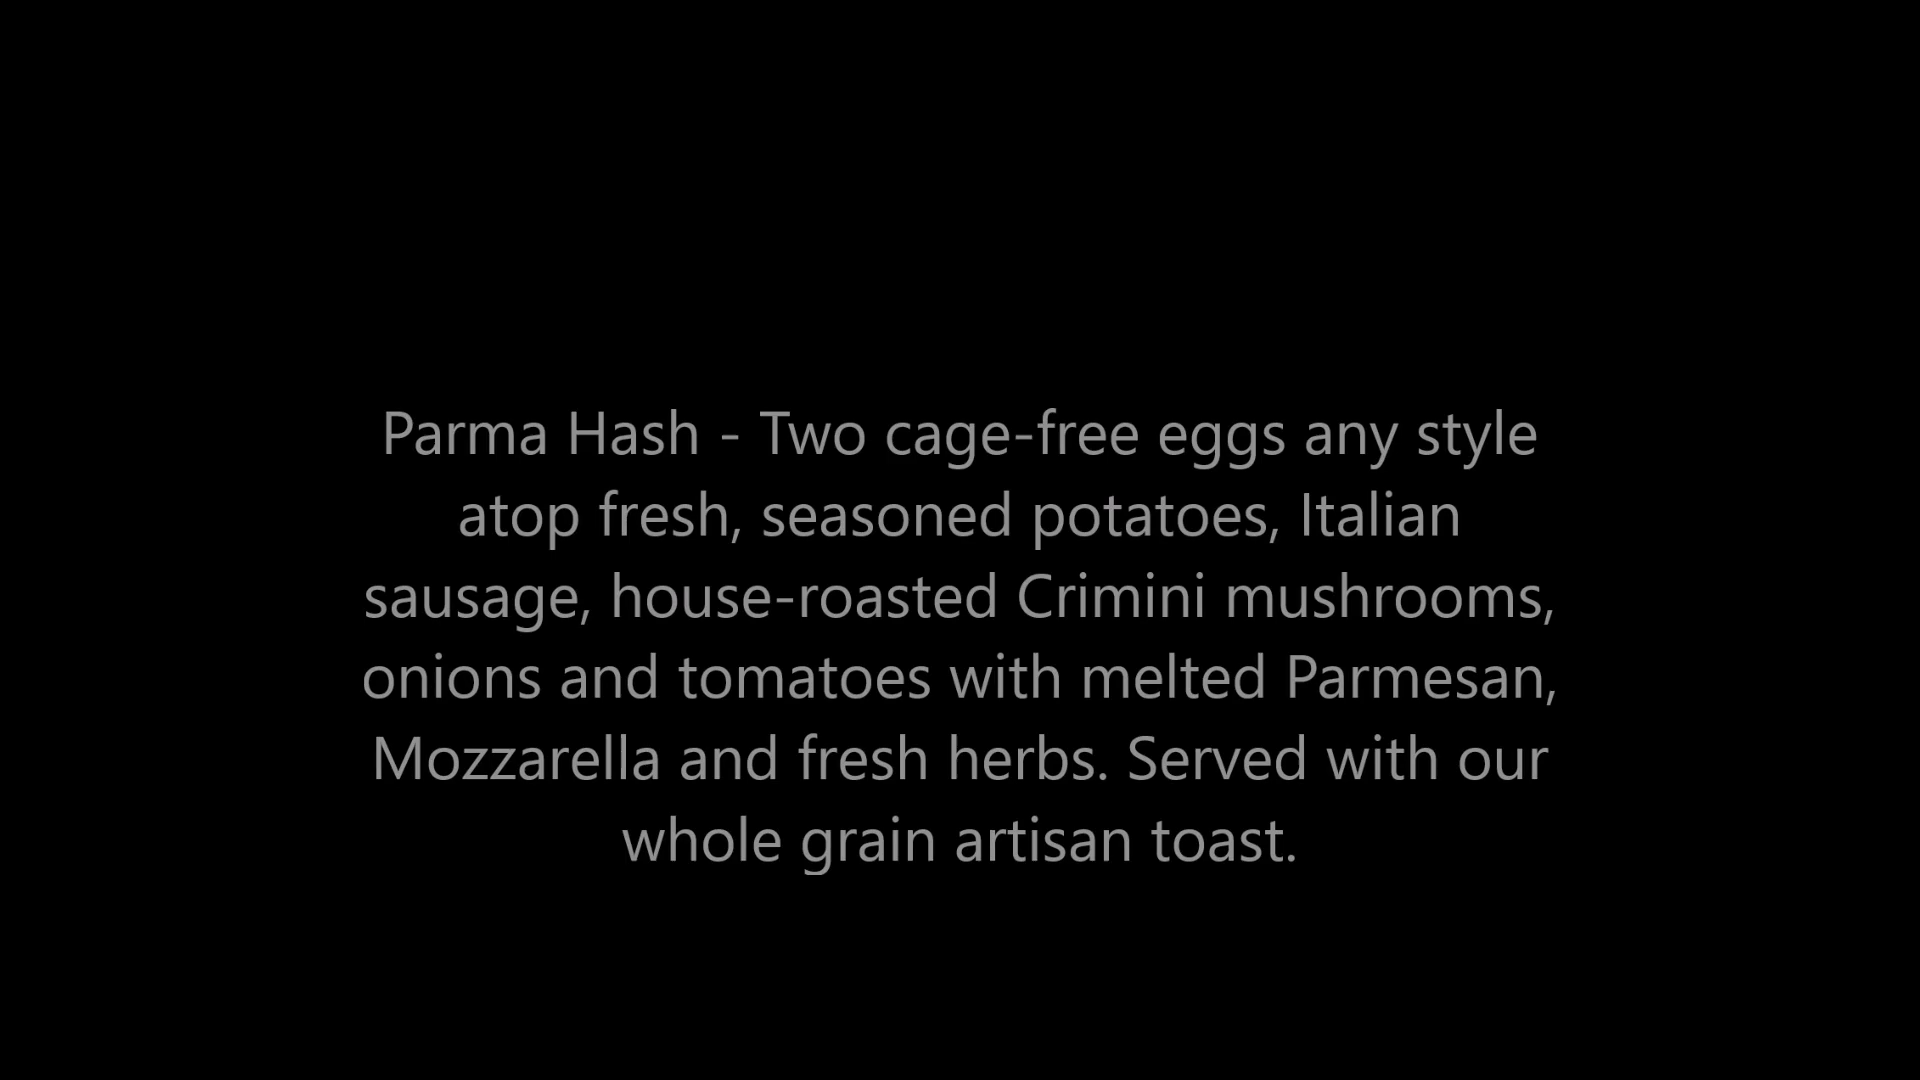 Parma Hash - Two cage-free eggs any style
atop fresh, seasoned potatoes, Italian
sausage, house-roasted Crimini mushrooms,
onions and tomatoes with melted Parmesan,
Mozzarella and fresh herbs. Served with our
whole grain artisan toast.